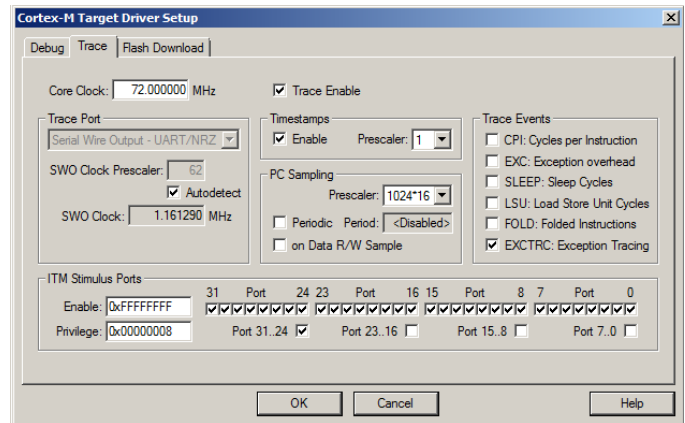 Cortex-M Target Driver Setup
Debug Trace Flash Download
Core Clock: 72.000000 MHz Trace Enable
Trace Port
Serial Wire Output - UART/NRZ
SWO Clock Prescaler: 62
Autodetect
SWO Clock: 1.161290 MHz
Timestamps
Enable Prescaler: 1
PC Sampling
Prescaler: 1024*16
Periodic Period: <Disabled>
on Data R/W Sample
Trace Events
CPI: Cycles per Instruction
EXC: Exception overhead
SLEEP: Sleep Cycles
LSU: Load Store Unit Cycles
FOLD: Folded Instructions
EXCTRC: Exception Tracing
ITM Stimulus Ports
31 Port 24 23 Port 16 15 Port 8 7 Port 0
Enable: 0xFFFFFFFF
Privilege: 0x00000008 Port 31..24 Port 23..16 Port 15..8 Port 7..0
OK Cancel Help